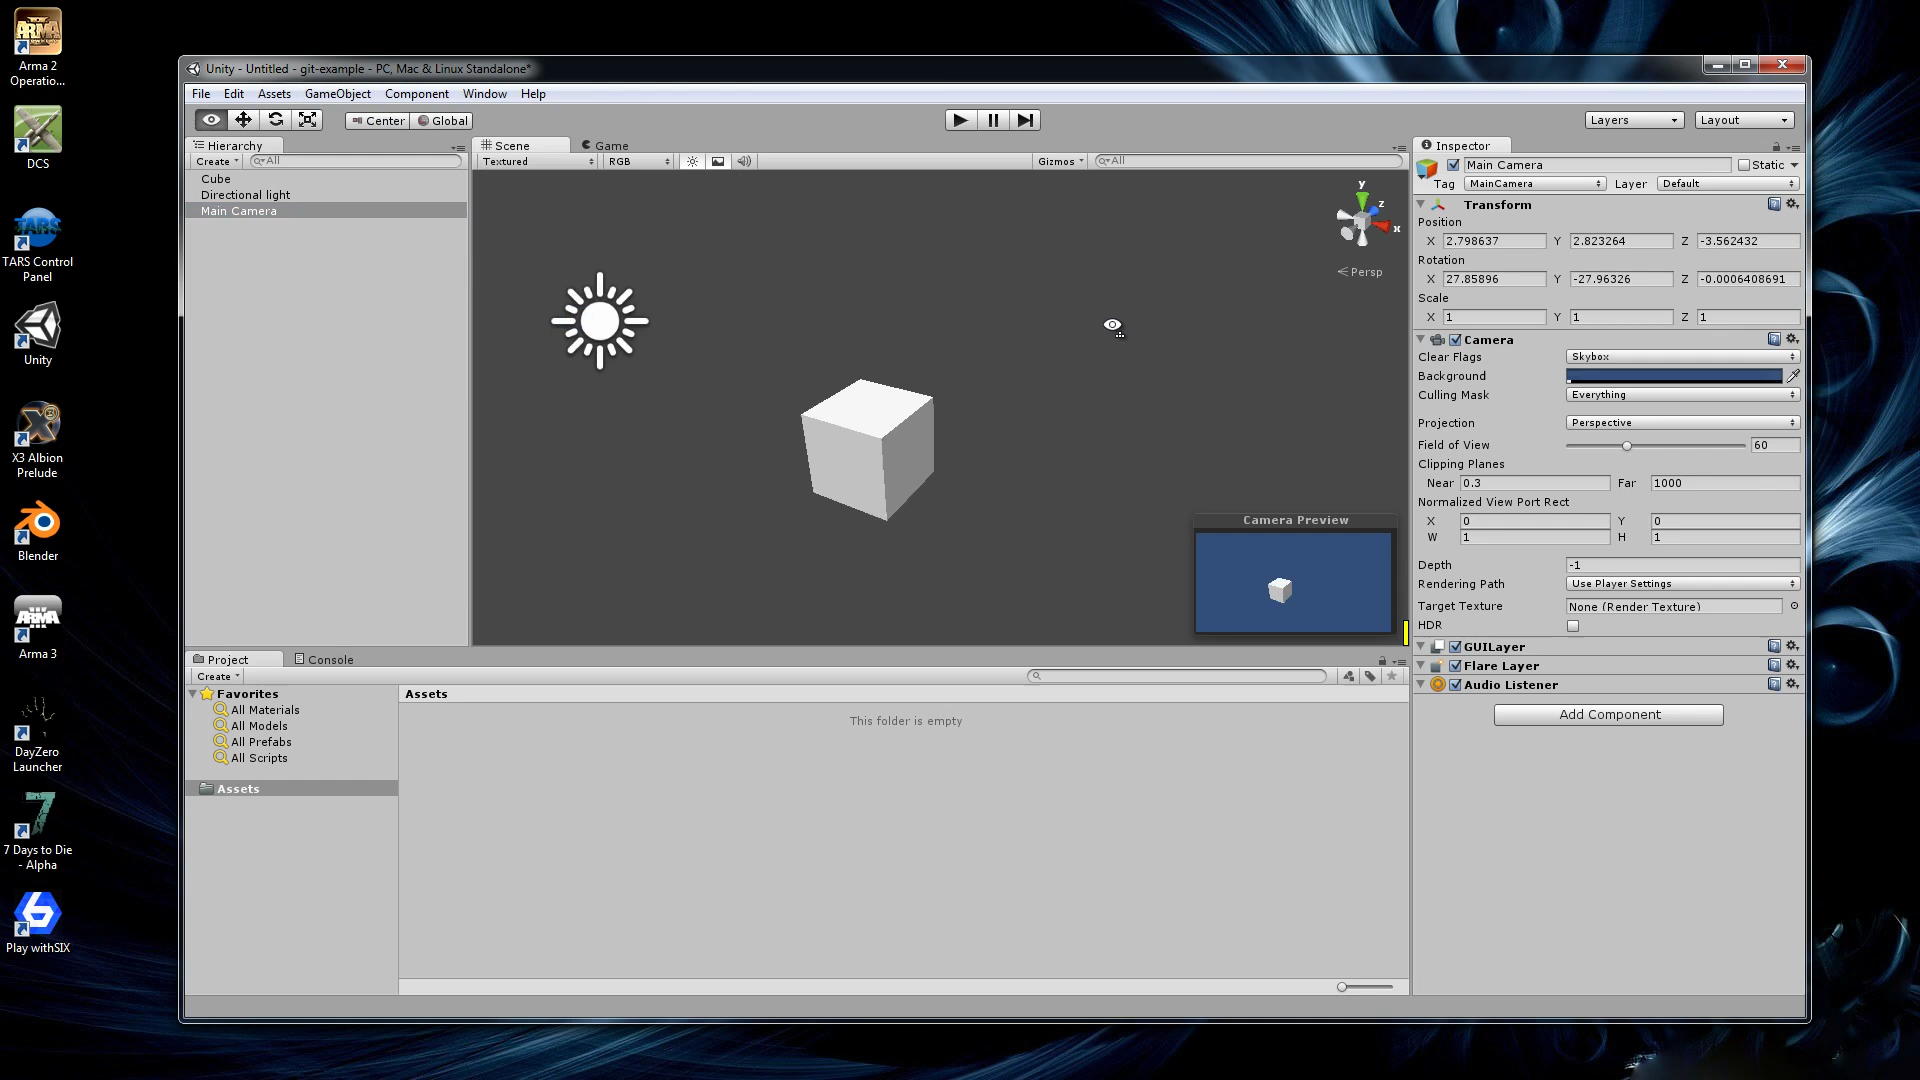 Arma 2
Operatio...
DCS
TARS
TARS Control
Panel
Unity
X3 Albion
Prelude
Blender
Arma 3
DayZero
Launcher
7 Days to Die
- Alpha
Play withSIX
Unity - Untitled - git-example - PC, Mac & Linux Standalone*
File Edit Assets GameObject Component Window Help
Center Global Layers Layout
Hierarchy
Create All
Cube
Directional light
Main Camera
Scene Game
Textured RGB Gizmos All
y
z
x
Persp
Camera Preview
Inspector
Main Camera Static
Tag MainCamera Layer Default
Transform
Position
X 2.798637 Y 2.823264 Z -3.562432
Rotation
X 27.85896 Y -27.96326 Z -0.0006408691
Scale
X 1 Y 1 Z 1
Camera
Clear Flags Skybox
Background
Culling Mask Everything
Projection Perspective
Field of View 60
Clipping Planes
Near 0.3 Far 1000
Normalized View Port Rect
X 0 Y 0
W 1 H 1
Depth -1
Rendering Path Use Player Settings
Target Texture None (Render Texture)
HDR
GUILayer
Flare Layer
Audio Listener
Add Component
Project Console
Create
Favorites
All Materials
All Models
All Prefabs
All Scripts
Assets
Assets
This folder is empty